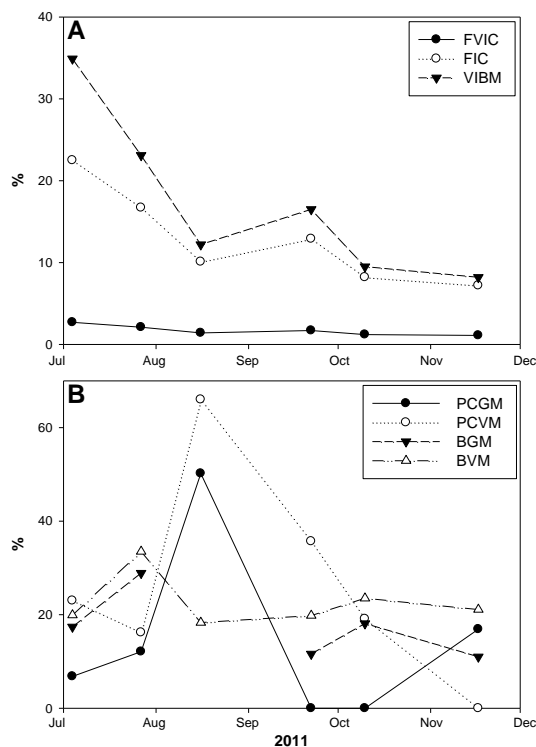 A
FVIC
FIC
VIBM
40
30
20
10
0
%
Jul Aug Sep Oct Nov Dec
B
PCGM
PCVM
BGM
BVM
60
40
20
0
%
Jul Aug Sep Oct Nov Dec
2011